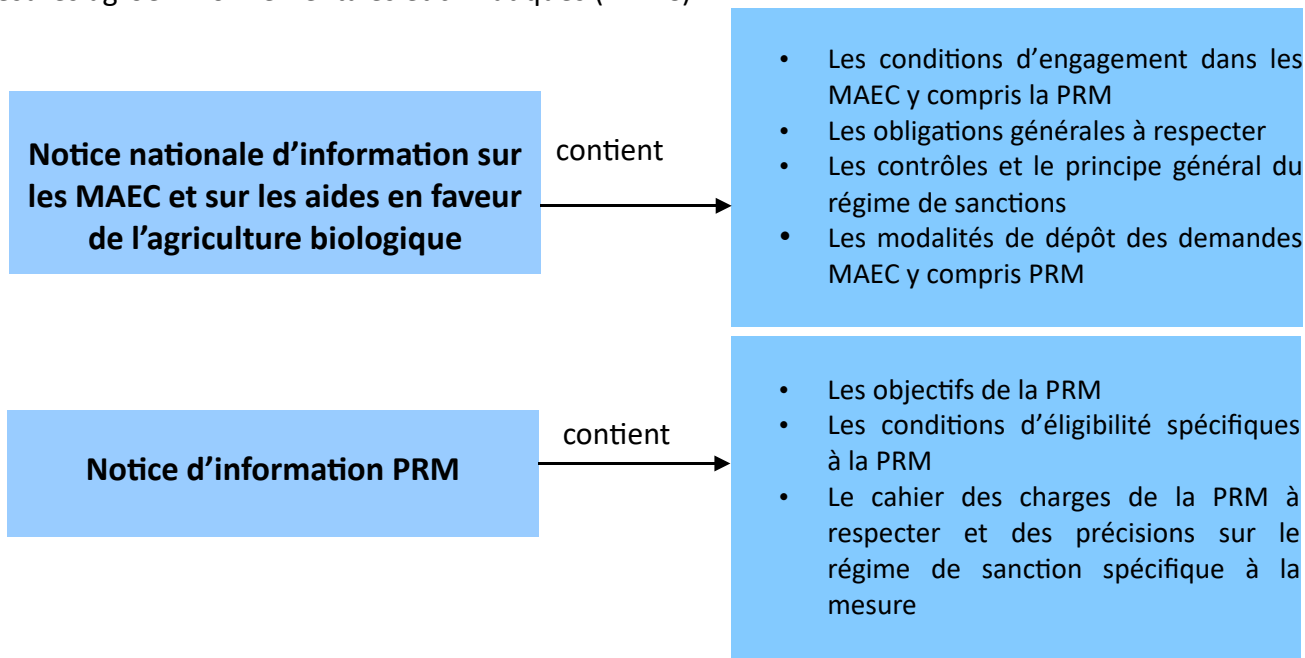 Notice nationale d’information sur
les MAEC et sur les aides en faveur
de l’agriculture biologique
contient
• Les conditions d’engagement dans les
MAEC y compris la PRM
• Les obligations générales à respecter
• Les contrôles et le principe général du
régime de sanctions
• Les modalités de dépôt des demandes
MAEC y compris PRM
Notice d’information PRM
contient
• Les objectifs de la PRM
• Les conditions d’éligibilité spécifiques
à la PRM
• Le cahier des charges de la PRM à
respecter et des précisions sur le
régime de sanction spécifique à la
mesure